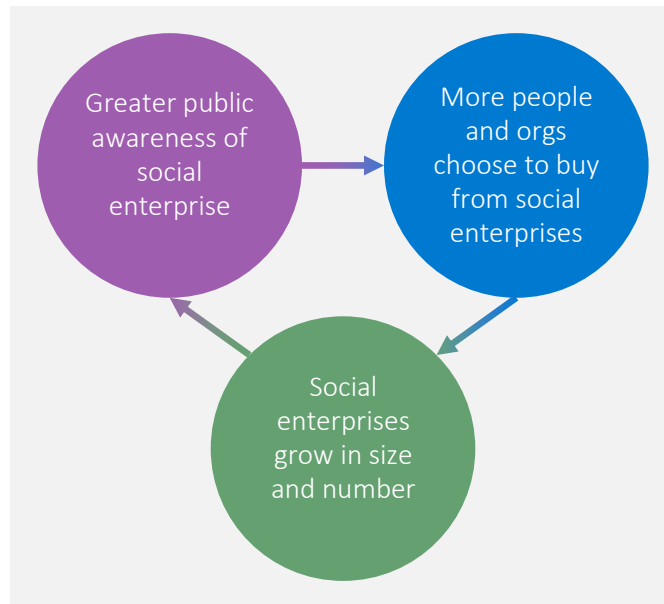 Greater public
awareness of
social
enterprise
More people
and orgs
choose to buy
from social
enterprises
Social
enterprises
grow in size
and number